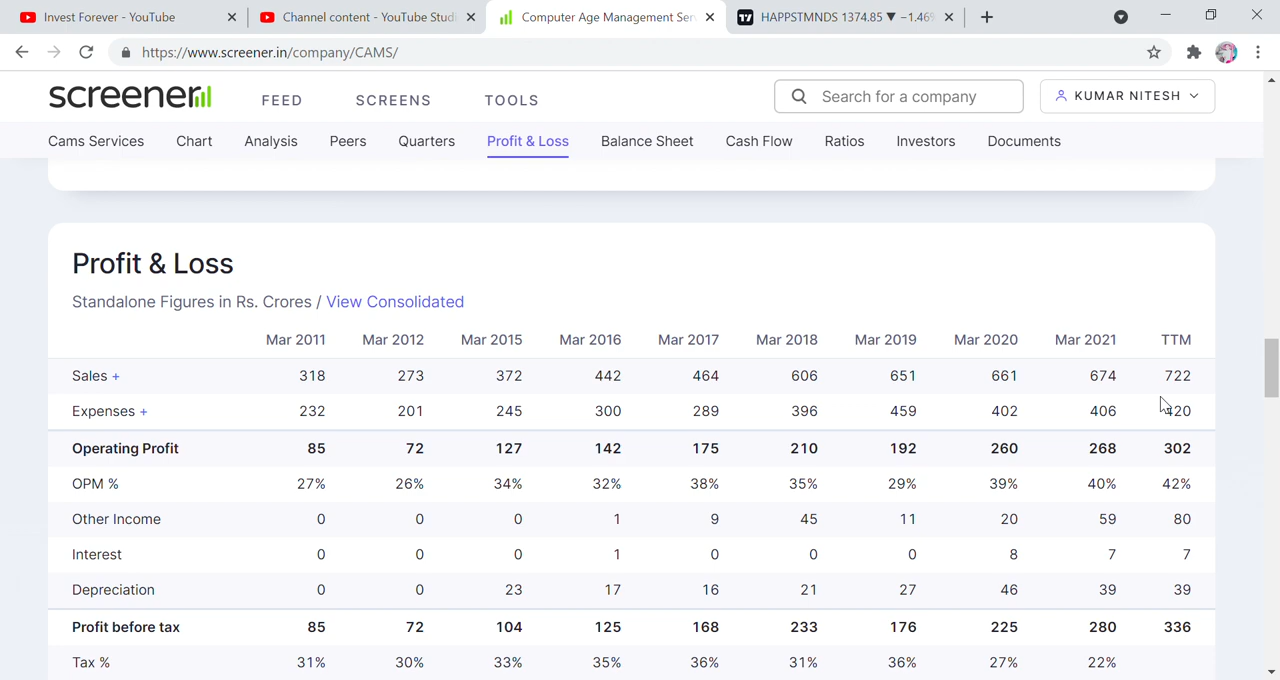 Invest Forever - YouTube
Channel content - YouTube Studi
Computer Age Management Serv
HAPPSTMNDS 1374.85 ▼ −1.46%
https://www.screener.in/company/CAMS/
screener
FEED SCREENS TOOLS
Search for a company
KUMAR NITESH
Cams Services Chart Analysis Peers Quarters Profit & Loss Balance Sheet Cash Flow Ratios Investors Documents
Profit & Loss
Standalone Figures in Rs. Crores / View Consolidated
Mar 2011 Mar 2012 Mar 2015 Mar 2016 Mar 2017 Mar 2018 Mar 2019 Mar 2020 Mar 2021 TTM
Sales + 318 273 372 442 464 606 651 661 674 722
Expenses + 232 201 245 300 289 396 459 402 406 420
Operating Profit 85 72 127 142 175 210 192 260 268 302
OPM % 27% 26% 34% 32% 38% 35% 29% 39% 40% 42%
Other Income 0 0 0 1 9 45 11 20 59 80
Interest 0 0 0 1 0 0 0 8 7 7
Depreciation 0 0 23 17 16 21 27 46 39 39
Profit before tax 85 72 104 125 168 233 176 225 280 336
Tax % 31% 30% 33% 35% 36% 31% 36% 27% 22%